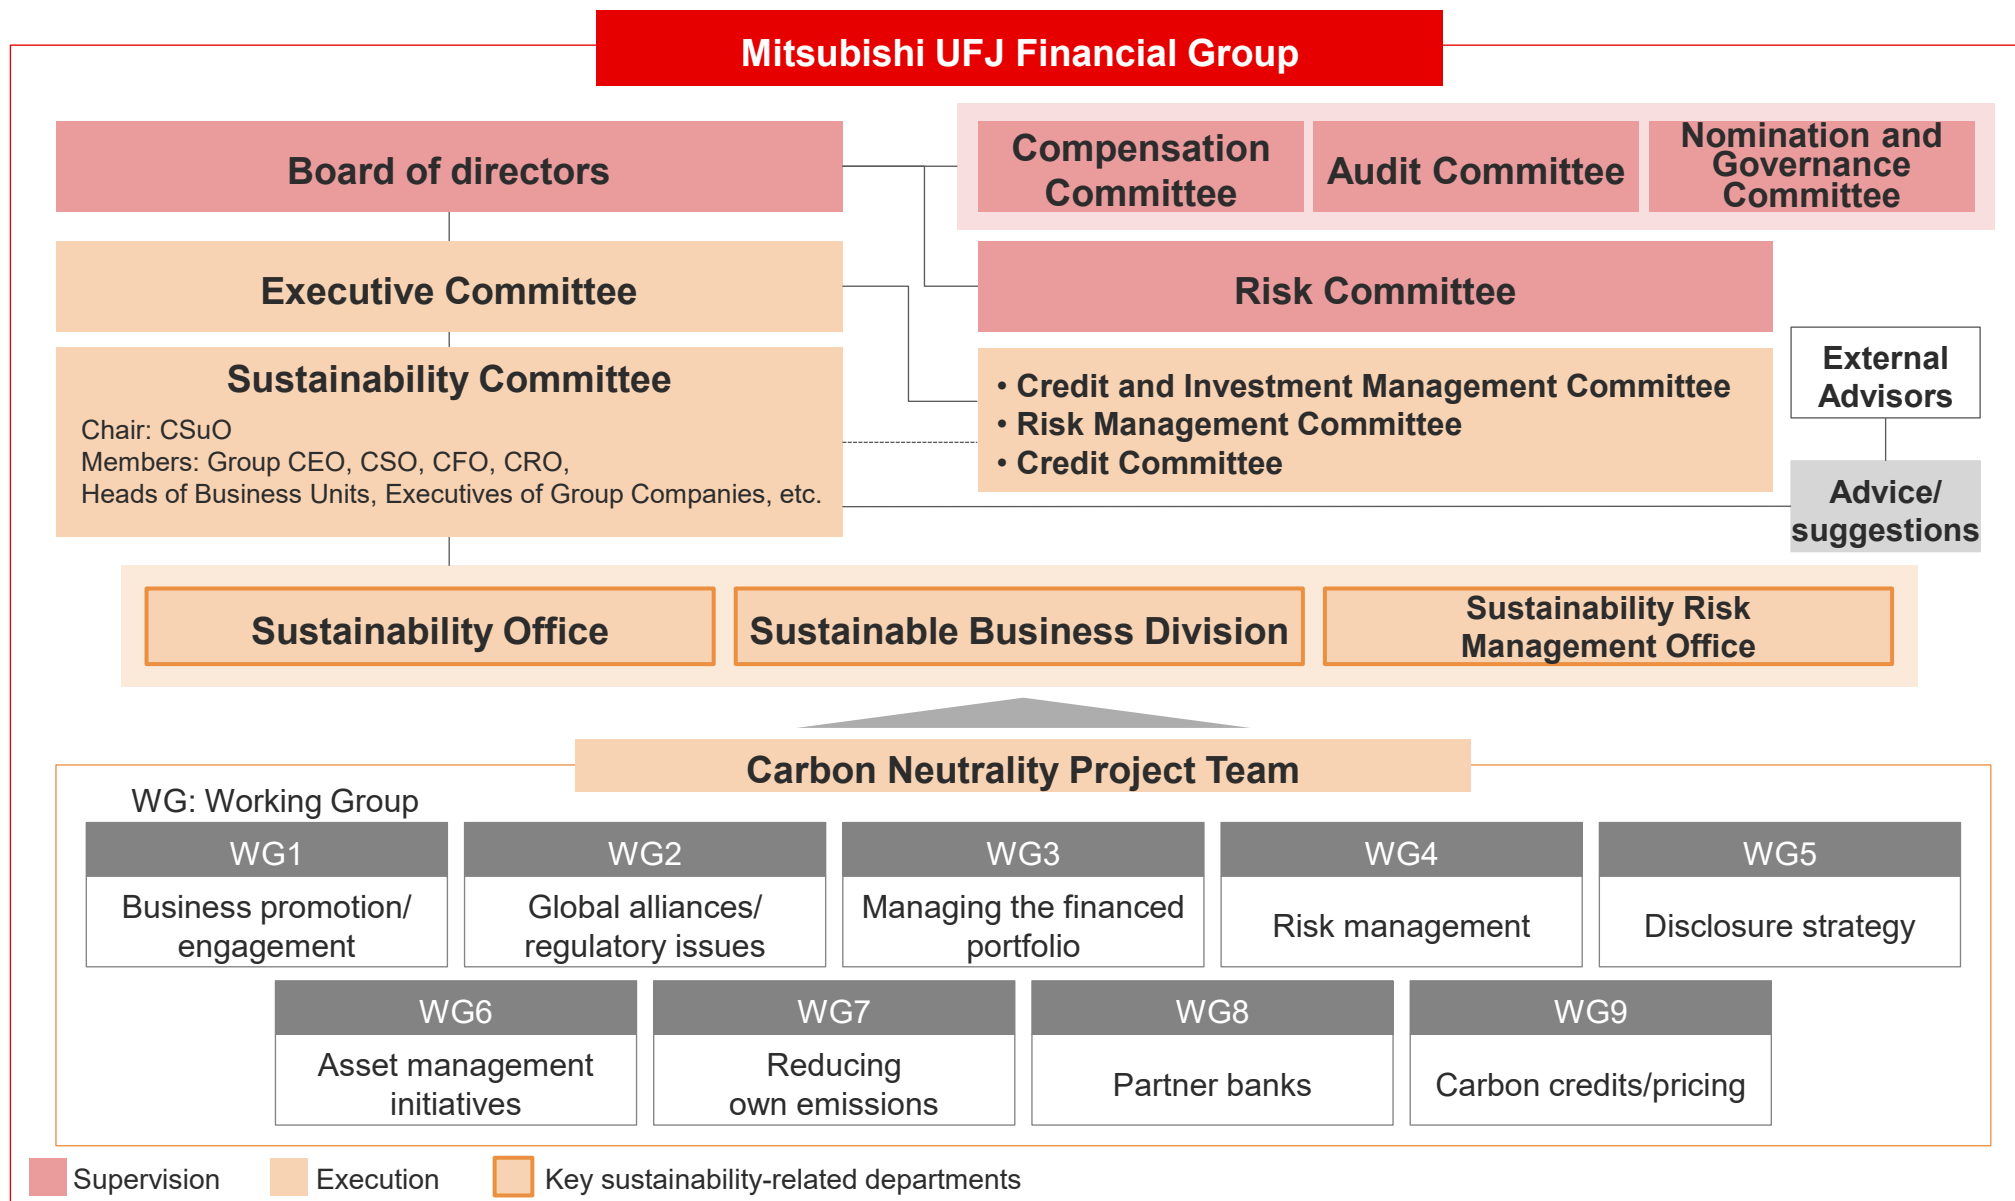 Mitsubishi UFJ Financial Group
Board of directors
Compensation
Committee
Audit Committee
Nomination and
Governance
Committee
Executive Committee
Risk Committee
Sustainability Committee
Chair: CSuO
Members: Group CEO, CSO, CFO, CRO,
Heads of Business Units, Executives of Group Companies, etc.
• Credit and Investment Management Committee
• Risk Management Committee
• Credit Committee
External
Advisors
Advice/
suggestions
Sustainability Office
Sustainable Business Division
Sustainability Risk
Management Office
Carbon Neutrality Project Team
WG: Working Group
WG1
Business promotion/
engagement
WG2
Global alliances/
regulatory issues
WG3
Managing the financed
portfolio
WG4
Risk management
WG5
Disclosure strategy
WG6
Asset management
initiatives
WG7
Reducing
own emissions
WG8
Partner banks
WG9
Carbon credits/pricing
Supervision
Execution
Key sustainability-related departments